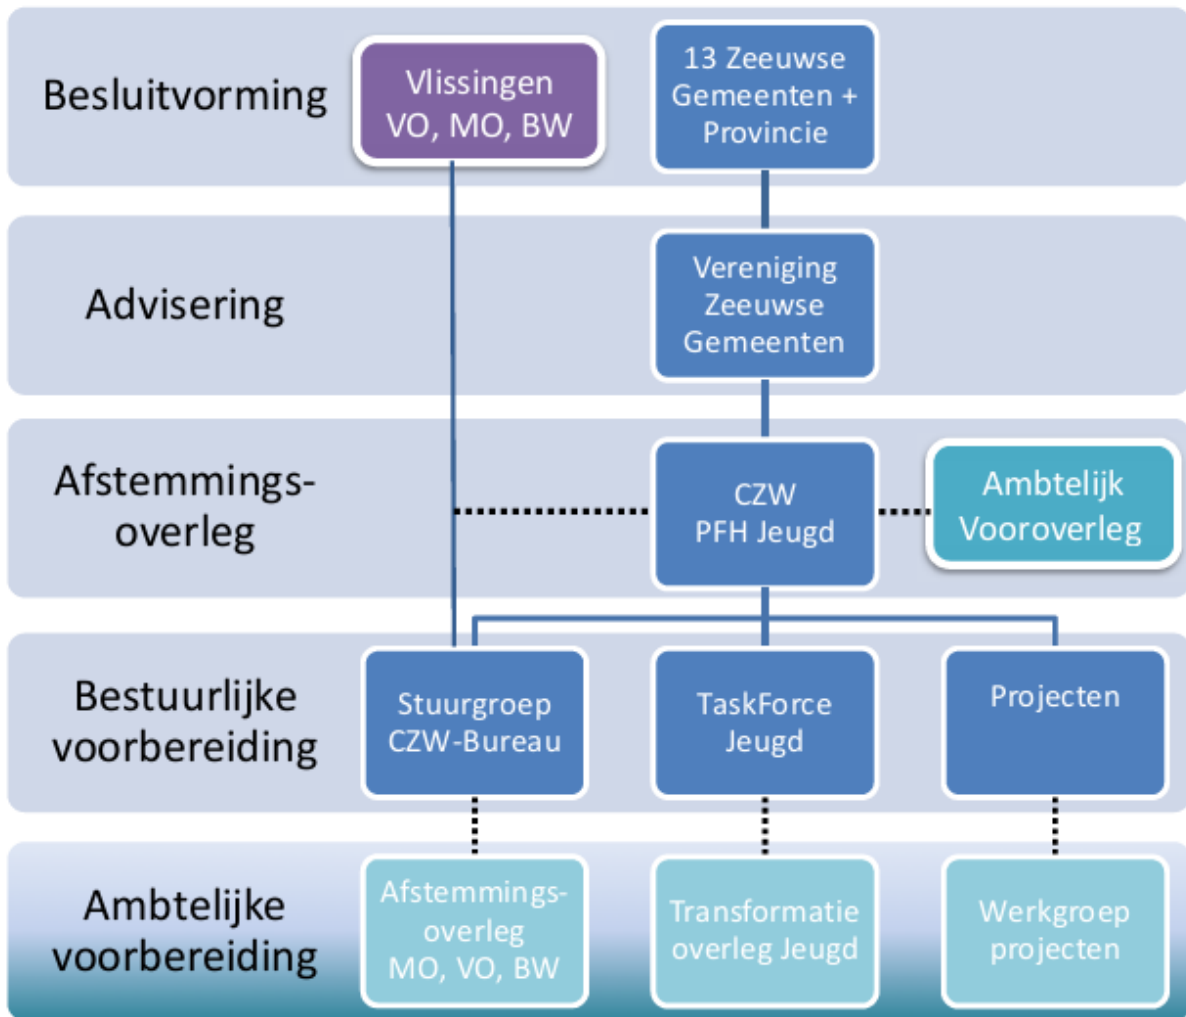 Besluitvorming
Vlissingen
VO, MO, BW
13 Zeeuwse
Gemeenten +
Provincie
Advisering
Vereniging
Zeeuwse
Gemeenten
Afstemmings-
overleg
CZW
PFH Jeugd
Ambtelijk
Vooroverleg
Bestuurlijke
voorbereiding
Stuurgroep
CZW-Bureau
TaskForce
Jeugd
Projecten
Ambtelijke
voorbereiding
Afstemmings-
overleg
MO, VO, BW
Transformatie
overleg Jeugd
Werkgroep
projecten